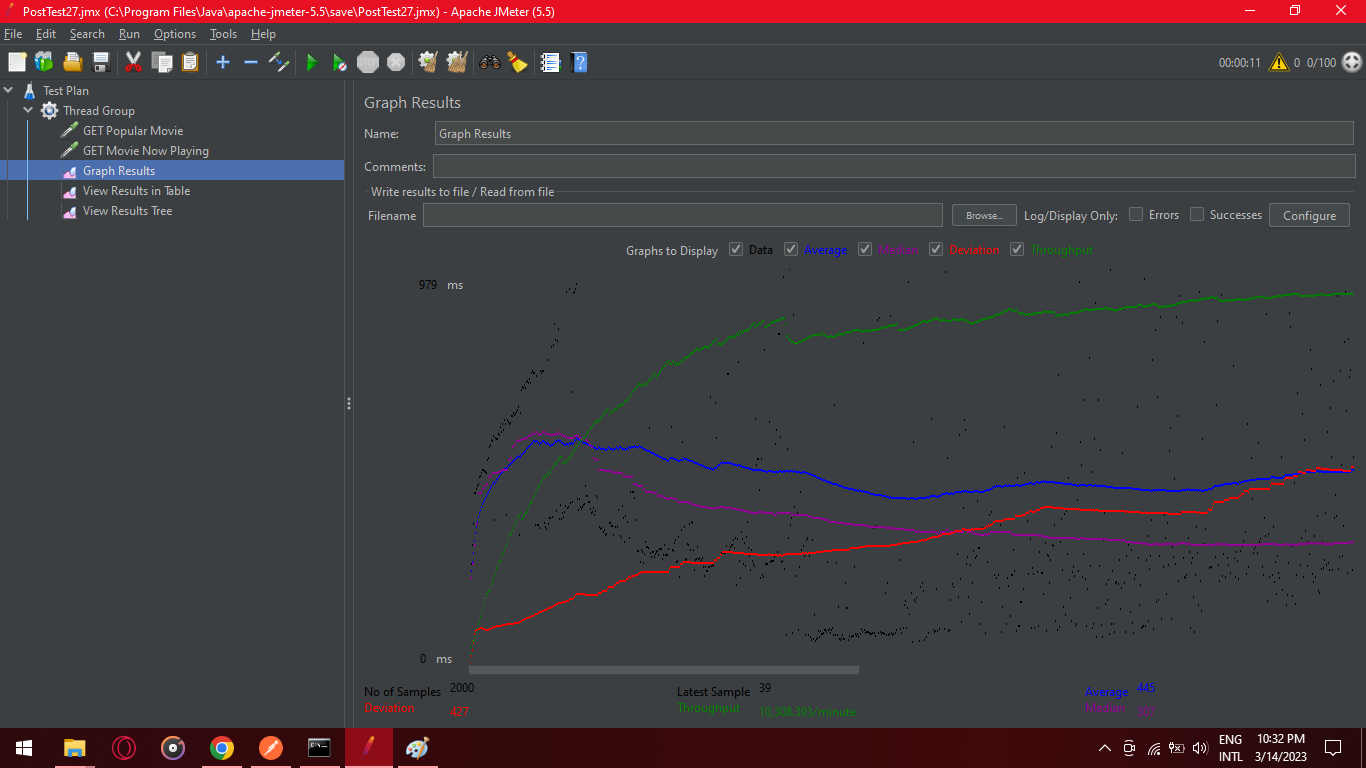 PostTest27.jmx (C:\Program Files\Java\apache-jmeter-5.5\save\PostTest27.jmx) - Apache JMeter (5.5)
File Edit Search Run Options Tools Help
STOP
00:00:11 0 0/100
Test Plan
Thread Group
GET Popular Movie
GET Movie Now Playing
Graph Results
View Results in Table
View Results Tree
Graph Results
Name: Graph Results
Comments:
Write results to file / Read from file
Filename Browse... Log/Display Only: Errors Successes Configure
Graphs to Display Data Average Median Deviation Throughput
979 ms
0 ms
No of Samples 2000 Latest Sample 39 Average 445
Deviation 427 Throughput Median
ENG 10:32 PM
INTL 3/14/2023